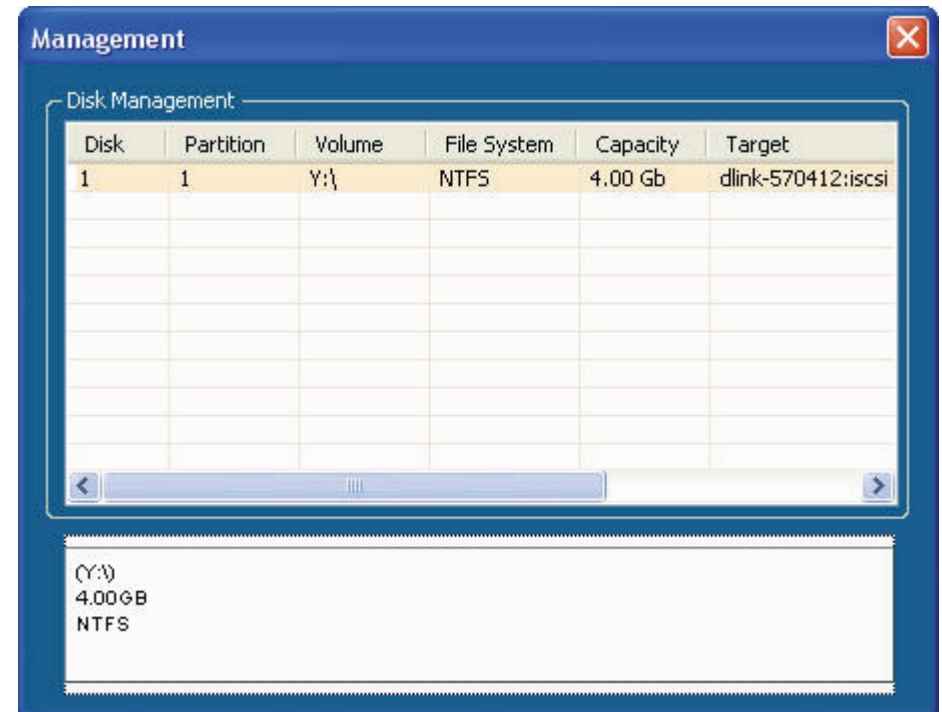 Management
Disk Management
Disk Partition Volume File System Capacity Target
1 1 Y:\ NTFS 4.00 Gb dlink-570412:iscsi
(Y:\)
4.00GB
NTFS